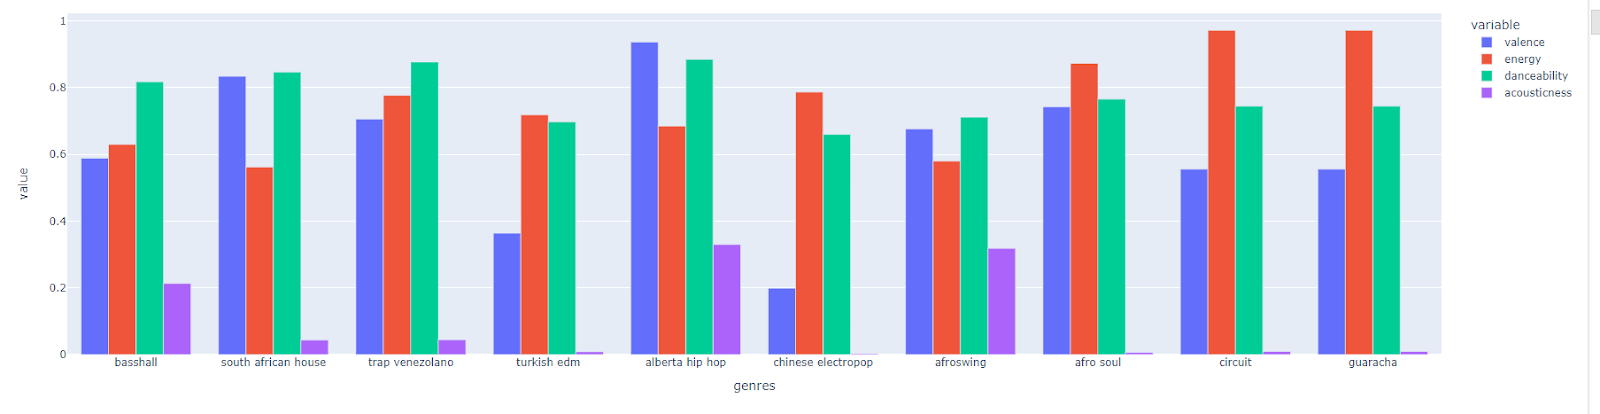 variable
valence
energy
danceability
acousticness
value
1
0.8
0.6
0.4
0.2
0
basshall south african house trap venezolano turkish edm alberta hip hop chinese electropop afroswing afro soul circuit guaracha
genres